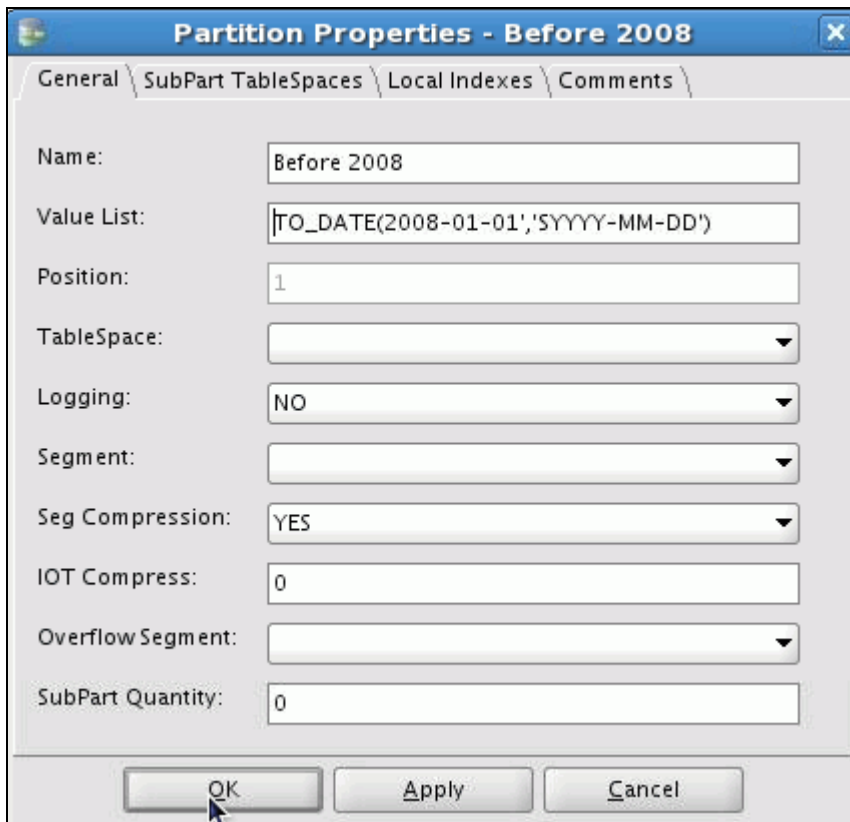 Partition Properties - Before 2008
General SubPart TableSpaces Local Indexes Comments
Name: Before 2008
Value List: TO_DATE(2008-01-01','SYYYY-MM-DD')
Position: 1
TableSpace:
Logging: NO
Segment:
Seg Compression: YES
IOT Compress: 0
Overflow Segment:
SubPart Quantity: 0
OK Apply Cancel